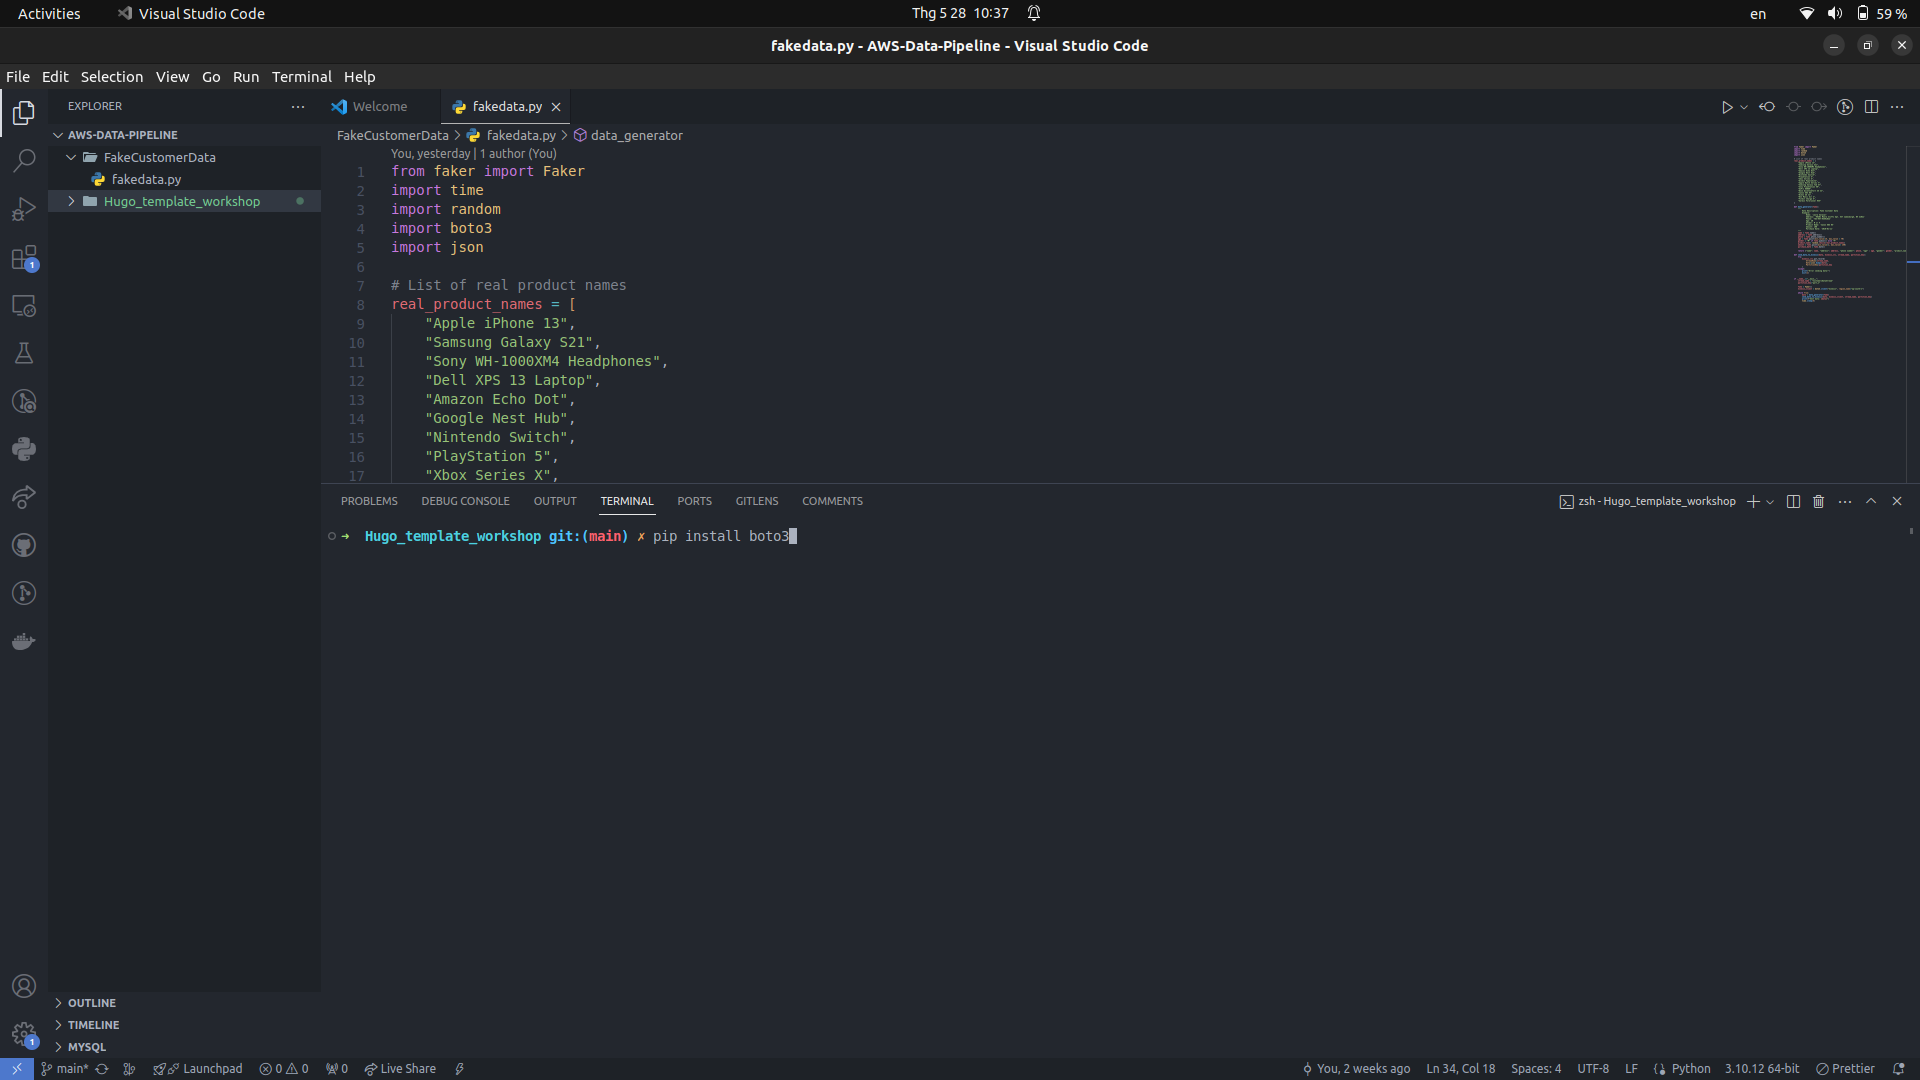 Activities
Visual Studio Code
Thg 5 28 10:37
en
59 %
fakedata.py - AWS-Data-Pipeline - Visual Studio Code
File Edit Selection View Go Run Terminal Help
EXPLORER
Welcome
fakedata.py
AWS-DATA-PIPELINE
FakeCustomerData
fakedata.py
Hugo_template_workshop
1
FakeCustomerData > fakedata.py > data_generator
You, yesterday | 1 author (You)
1 from faker import Faker
2 import time
3 import random
4 import boto3
5 import json
6
7 # List of real product names
8 real_product_names = [
9 "Apple iPhone 13",
10 "Samsung Galaxy S21",
11 "Sony WH-1000XM4 Headphones",
12 "Dell XPS 13 Laptop",
13 "Amazon Echo Dot",
14 "Google Nest Hub",
15 "Nintendo Switch",
16 "PlayStation 5",
17 "Xbox Series X",
PROBLEMS DEBUG CONSOLE OUTPUT TERMINAL PORTS GITLENS COMMENTS
zsh - Hugo_template_workshop
➜ Hugo_template_workshop git:(main) ✗ pip install boto3
OUTLINE
TIMELINE
1
MYSQL
main* Launchpad 0 0 0 Live Share
You, 2 weeks ago Ln 34, Col 18 Spaces: 4 UTF-8 LF Python 3.10.12 64-bit Prettier